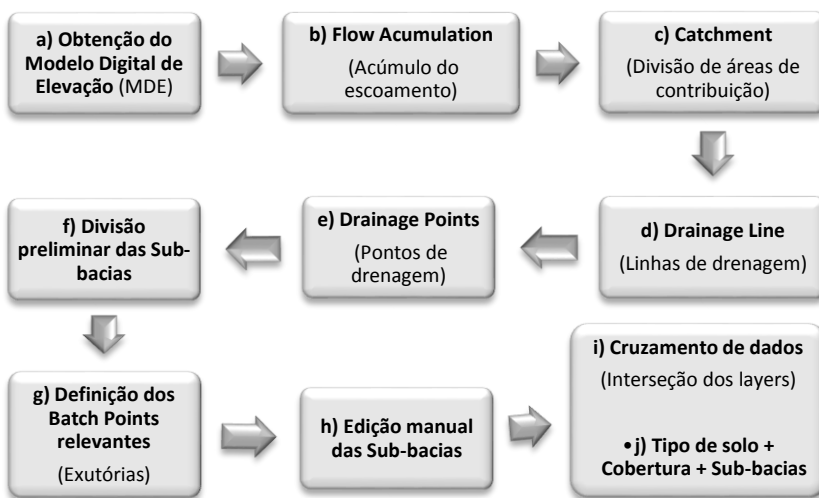 a) Obtenção do
Modelo Digital de
Elevação (MDE)
b) Flow Acumulation
(Acúmulo do
escoamento)
c) Catchment
(Divisão de áreas de
contribuição)
d) Drainage Line
(Linhas de drenagem)
e) Drainage Points
(Pontos de
drenagem)
f) Divisão
preliminar das Sub-
bacias
g) Definição dos
Batch Points
relevantes
(Exutórias)
h) Edição manual
das Sub-bacias
i) Cruzamento de dados
(Interseção dos layers)
•j) Tipo de solo +
Cobertura + Sub-bacias